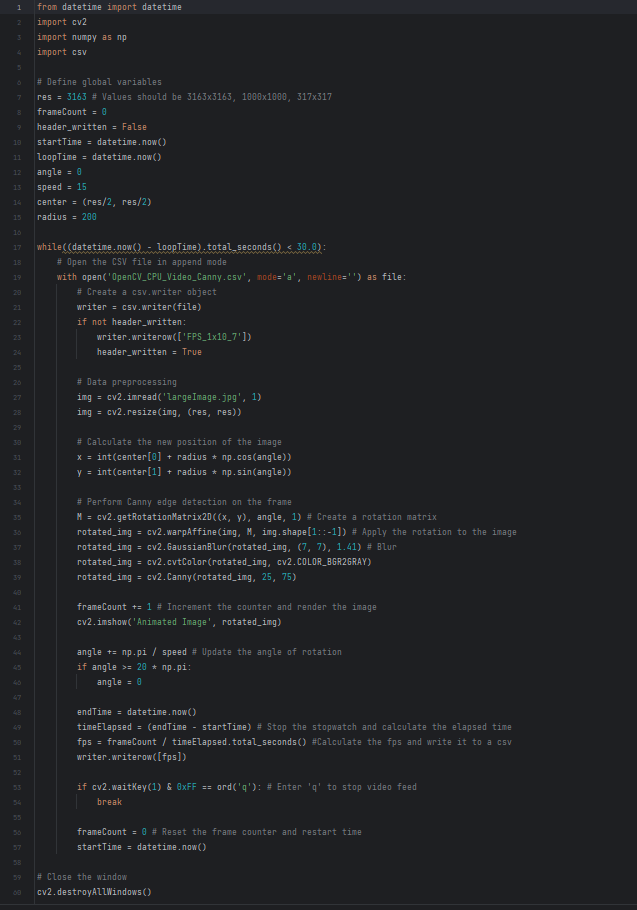 1 from datetime import datetime
2 import cv2
3 import numpy as np
4 import csv
5
6 # Define global variables
7 res = 3163 # Values should be 3163x3163, 1000x1000, 317x317
8 frameCount = 0
9 header_written = False
10 startTime = datetime.now()
11 loopTime = datetime.now()
12 angle = 0
13 speed = 15
14 center = (res/2, res/2)
15 radius = 200
16
17 while((datetime.now() - loopTime).total_seconds() < 30.0):
18     # Open the CSV file in append mode
19     with open('OpenCV_CPU_Video_Canny.csv', mode='a', newline='') as file:
20         # Create a csv.writer object
21         writer = csv.writer(file)
22         if not header_written:
23             writer.writerow(['FPS_1x10_7'])
24             header_written = True
25
26         # Data preprocessing
27         img = cv2.imread('largeImage.jpg', 1)
28         img = cv2.resize(img, (res, res))
29
30         # Calculate the new position of the image
31         x = int(center[0] + radius * np.cos(angle))
32         y = int(center[1] + radius * np.sin(angle))
33
34         # Perform Canny edge detection on the frame
35         M = cv2.getRotationMatrix2D((x, y), angle, 1) # Create a rotation matrix
36         rotated_img = cv2.warpAffine(img, M, img.shape[1::-1]) # Apply the rotation to the image
37         rotated_img = cv2.GaussianBlur(rotated_img, (7, 7), 1.41) # Blur
38         rotated_img = cv2.cvtColor(rotated_img, cv2.COLOR_BGR2GRAY)
39         rotated_img = cv2.Canny(rotated_img, 25, 75)
40
41         frameCount += 1 # Increment the counter and render the image
42         cv2.imshow('Animated Image', rotated_img)
43
44         angle += np.pi / speed # Update the angle of rotation
45         if angle >= 20 * np.pi:
46             angle = 0
47
48         endTime = datetime.now()
49         timeElapsed = (endTime - startTime) # Stop the stopwatch and calculate the elapsed time
50         fps = frameCount / timeElapsed.total_seconds() #Calculate the fps and write it to a csv
51         writer.writerow([fps])
52
53         if cv2.waitKey(1) & 0xFF == ord('q'): # Enter 'q' to stop video feed
54             break
55
56         frameCount = 0 # Reset the frame counter and restart time
57         startTime = datetime.now()
58
59 # Close the window
60 cv2.destroyAllWindows()